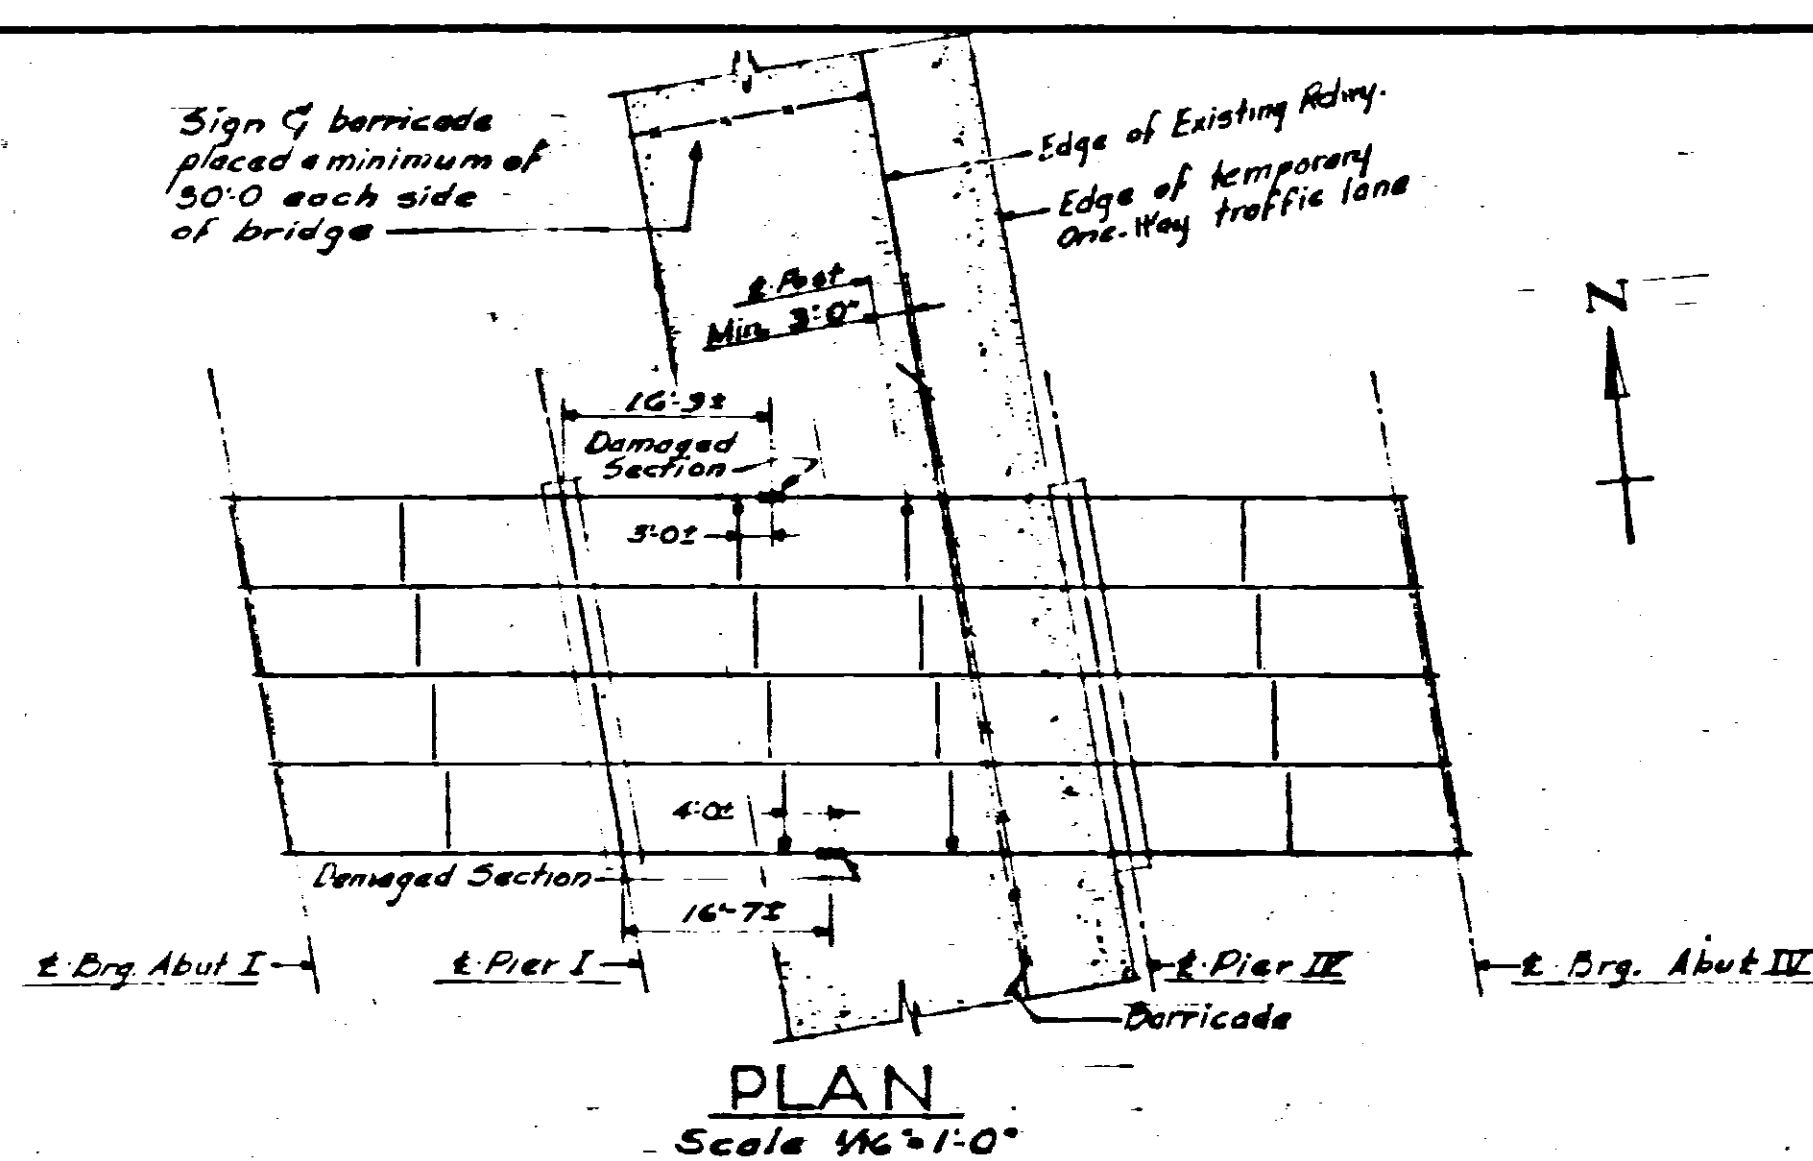 Sign & barricade
placed a minimum of
30'-0 each side
of bridge
Edge of Existing Rdwy.
Edge of temporary
One-Way traffic lane
℄ Post
Min. 3'-0"
N
16'-9±
Damaged
Section
3'-0±
4'-0±
Damaged Section
16'-7±
℄ Brg. Abut I
℄ Pier I
℄ Pier IV
℄ Brg. Abut IV
Barricade
PLAN
Scale 1/16"=1'-0"